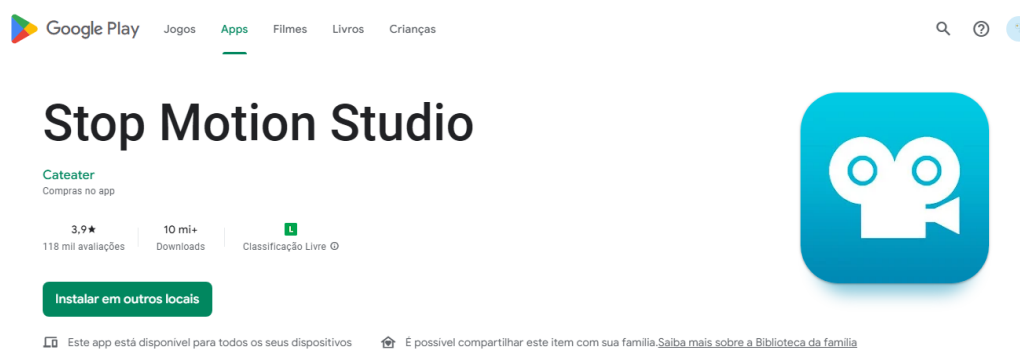 Google Play Jogos Apps Filmes Livros Crianças
Stop Motion Studio
Cateater
Compras no app
3,9★ 10 mi+ L
118 mil avaliações Downloads Classificação Livre
Instalar em outros locais
Este app está disponível para todos os seus dispositivos É possível compartilhar este item com sua família.Saiba mais sobre a Biblioteca da família